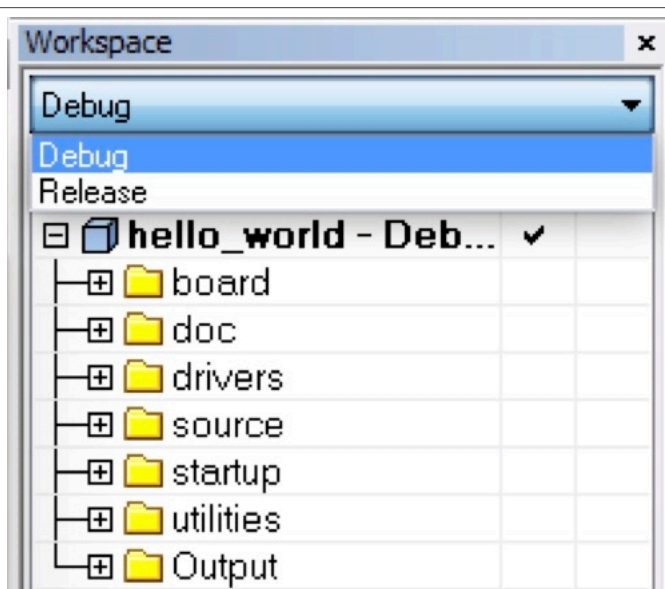 Workspace
Debug
Debug
Release
hello_world - Deb...
board
doc
drivers
source
startup
utilities
Output